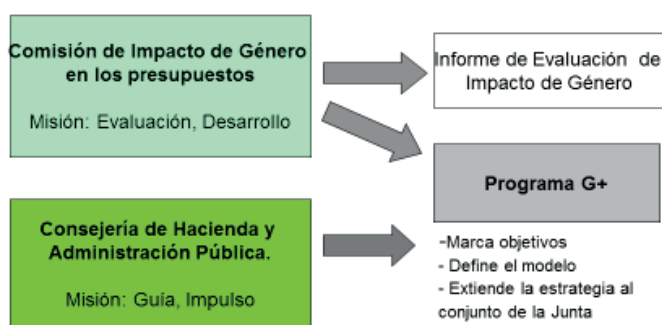 Comisión de Impacto de Género
en los presupuestos
Misión: Evaluación, Desarrollo
Informe de Evaluación de
Impacto de Género
Programa G+
Consejería de Hacienda y
Administración Pública.
Misión: Guía, Impulso
-Marca objetivos
- Define el modelo
- Extiende la estrategia al
conjunto de la Junta